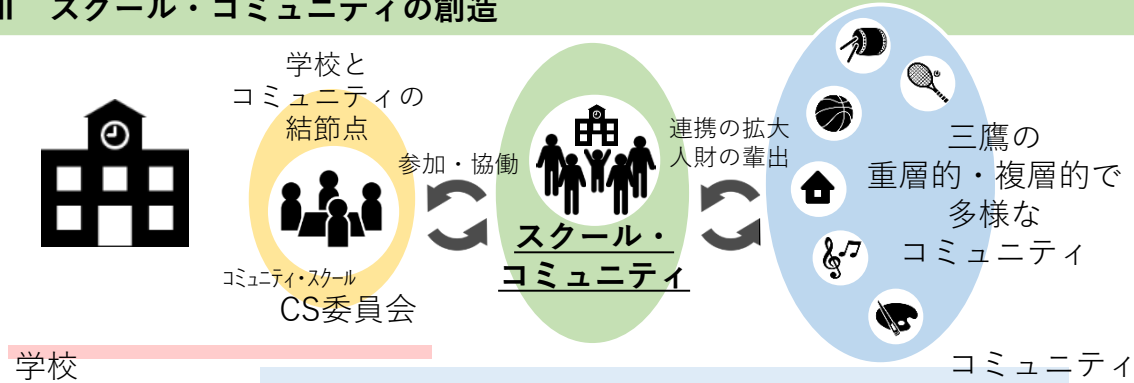 スクール・コミュニティの創造
学校と
コミュニティの
結節点
参加・協働
コミュニティ・スクール
CS委員会
スクール・
コミュニティ
連携の拡大
人財の輩出
三鷹の
重層的・複層的で
多様な
コミュニティ
学校
コミュニティ